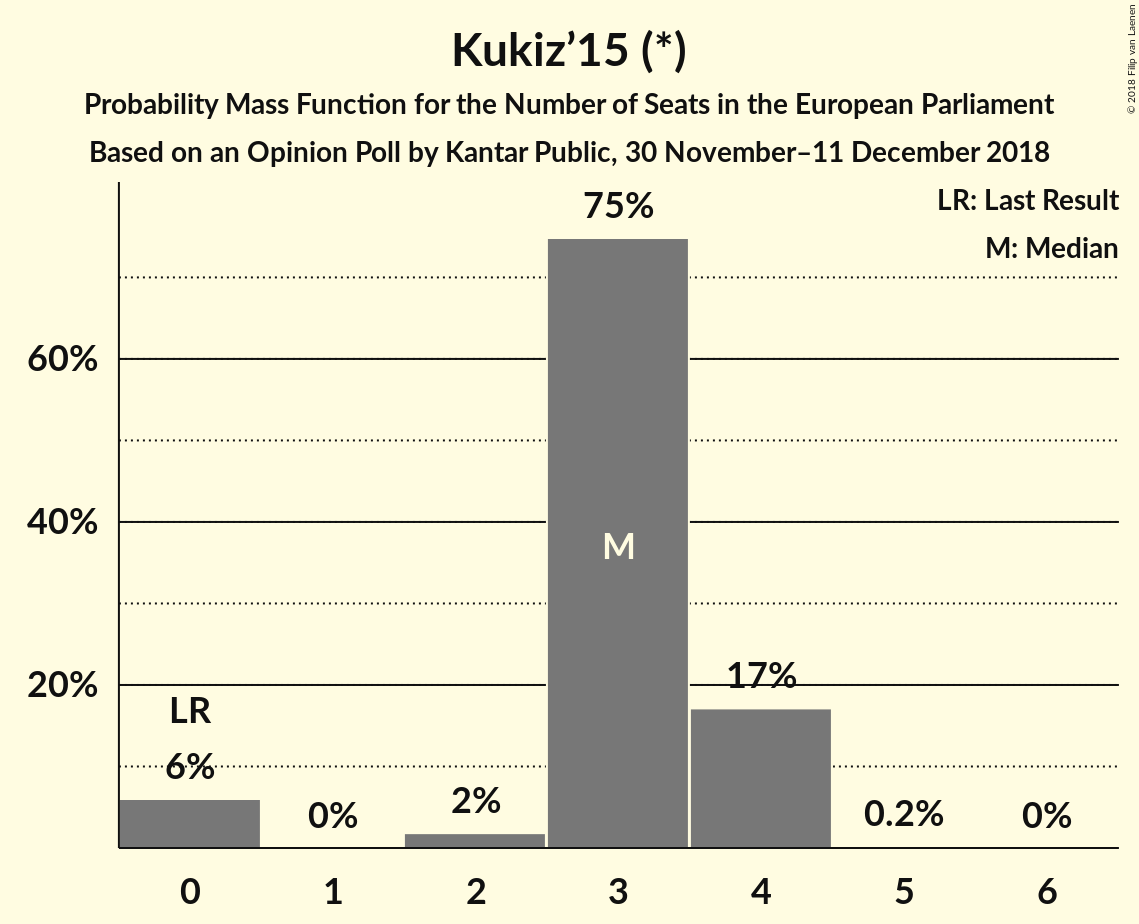 Kukiz’15 (*)
Probability Mass Function for the Number of Seats in the European Parliament
Based on an Opinion Poll by Kantar Public, 30 November–11 December 2018
© 2018 Filip van Laenen
LR: Last Result
M: Median
60%
40%
20%
LR
6%
0%
2%
75%
M
17%
0.2%
0%
0 1 2 3 4 5 6